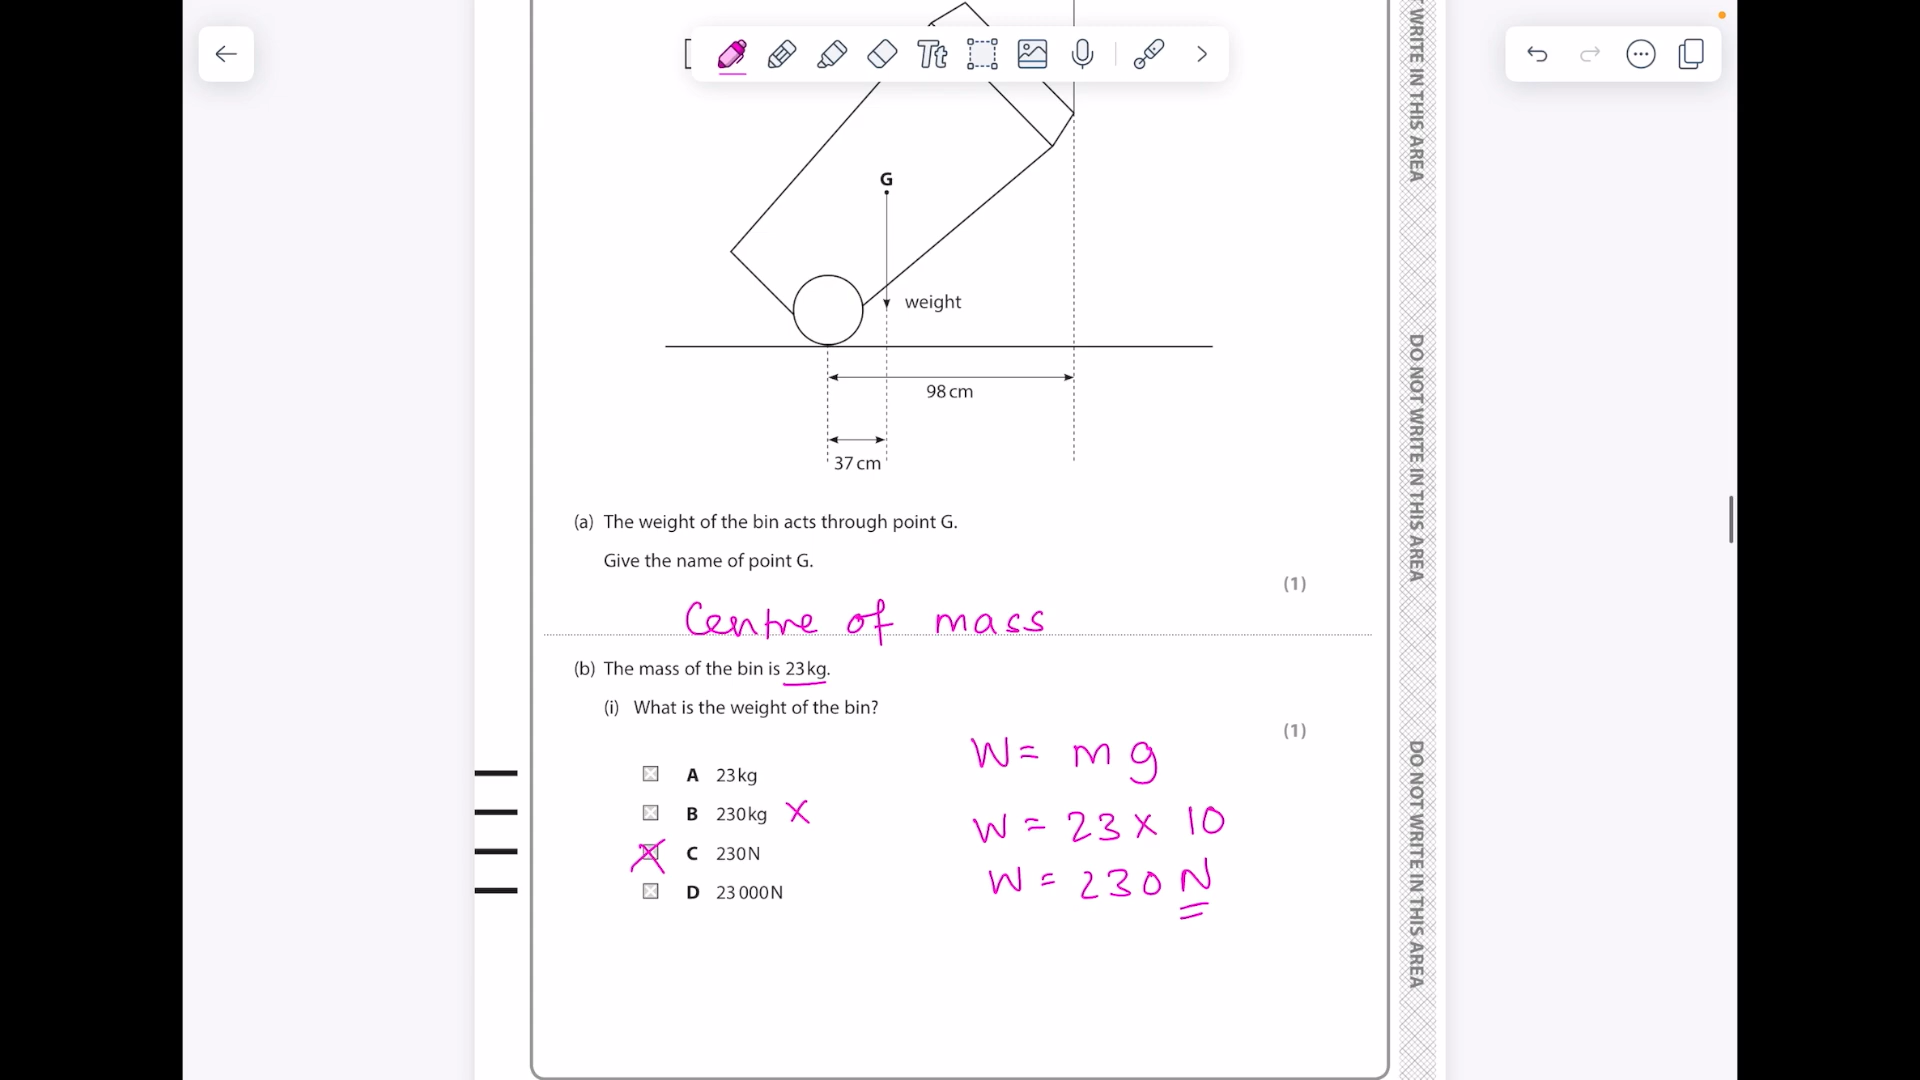 Tt
T WRITE IN THIS AREA
G
weight
98 cm
37 cm
DO NOT WRITE IN THIS AREA
(a) The weight of the bin acts through point G.
Give the name of point G.
(1)
Centre of mass
(b) The mass of the bin is 23 kg.
(i) What is the weight of the bin?
(1)
W = m g
A 23 kg
B 230 kg X
W = 23 x 10
C 230 N
W = 230 N
D 23 000 N
DO NOT WRITE IN THIS AREA